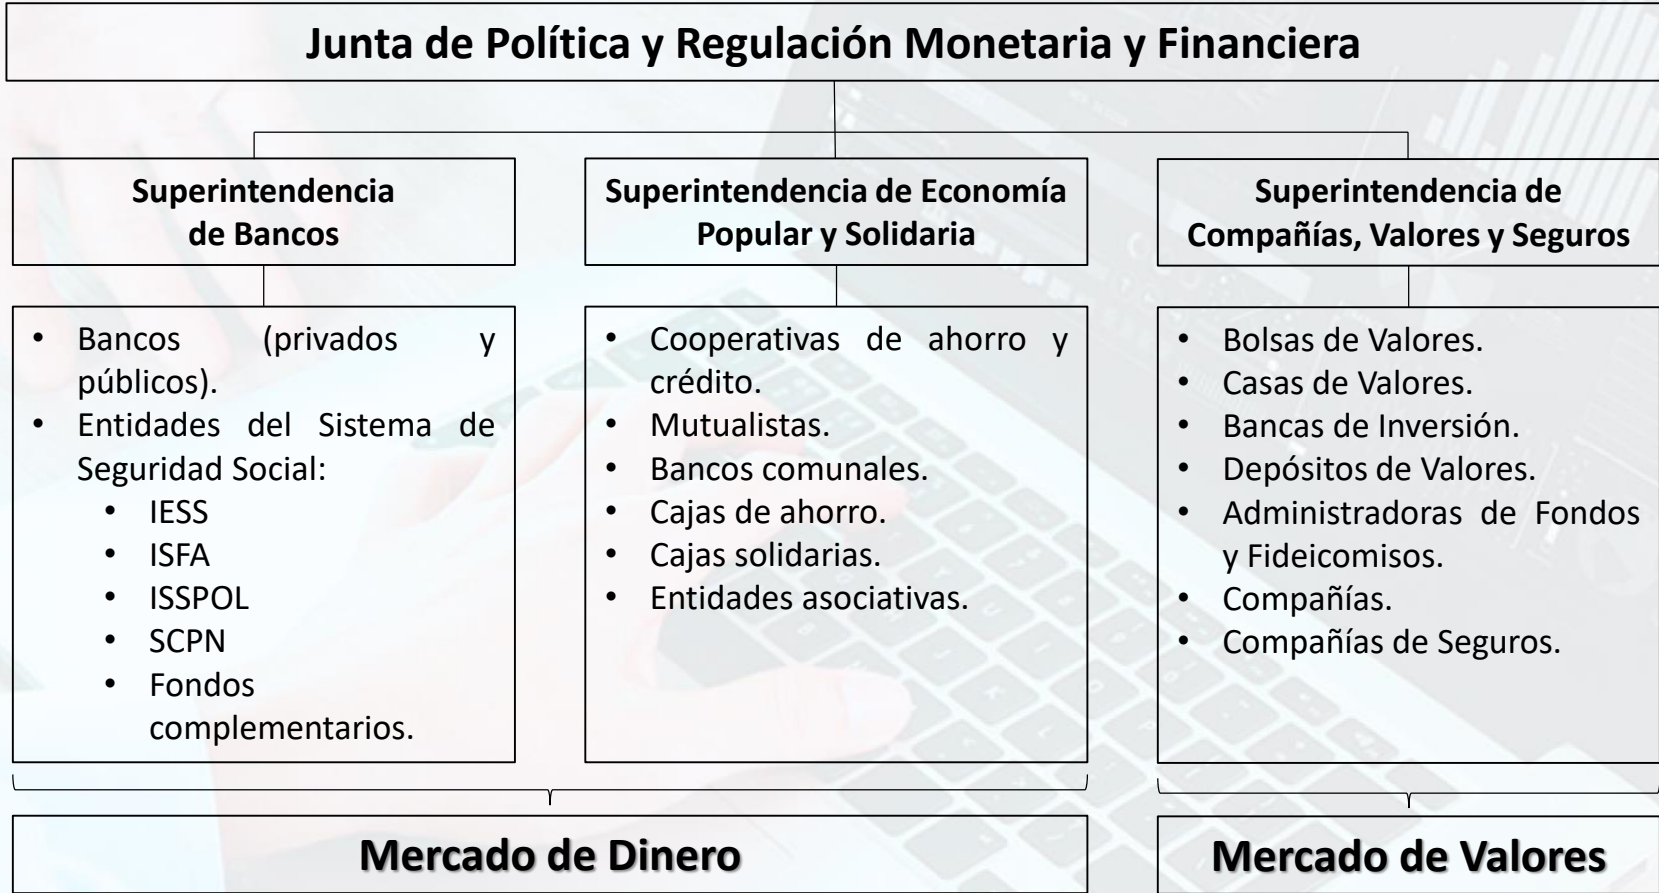 Junta de Política y Regulación Monetaria y Financiera
Superintendencia
de Bancos
• Bancos (privados y
públicos).
• Entidades del Sistema de
Seguridad Social:
• IESS
• ISFA
• ISSPOL
• SCPN
• Fondos
complementarios.
Superintendencia de Economía
Popular y Solidaria
• Cooperativas de ahorro y
crédito.
• Mutualistas.
• Bancos comunales.
• Cajas de ahorro.
• Cajas solidarias.
• Entidades asociativas.
Superintendencia de
Compañías, Valores y Seguros
• Bolsas de Valores.
• Casas de Valores.
• Bancas de Inversión.
• Depósitos de Valores.
• Administradoras de Fondos
y Fideicomisos.
• Compañías.
• Compañías de Seguros.
Mercado de Dinero
Mercado de Valores